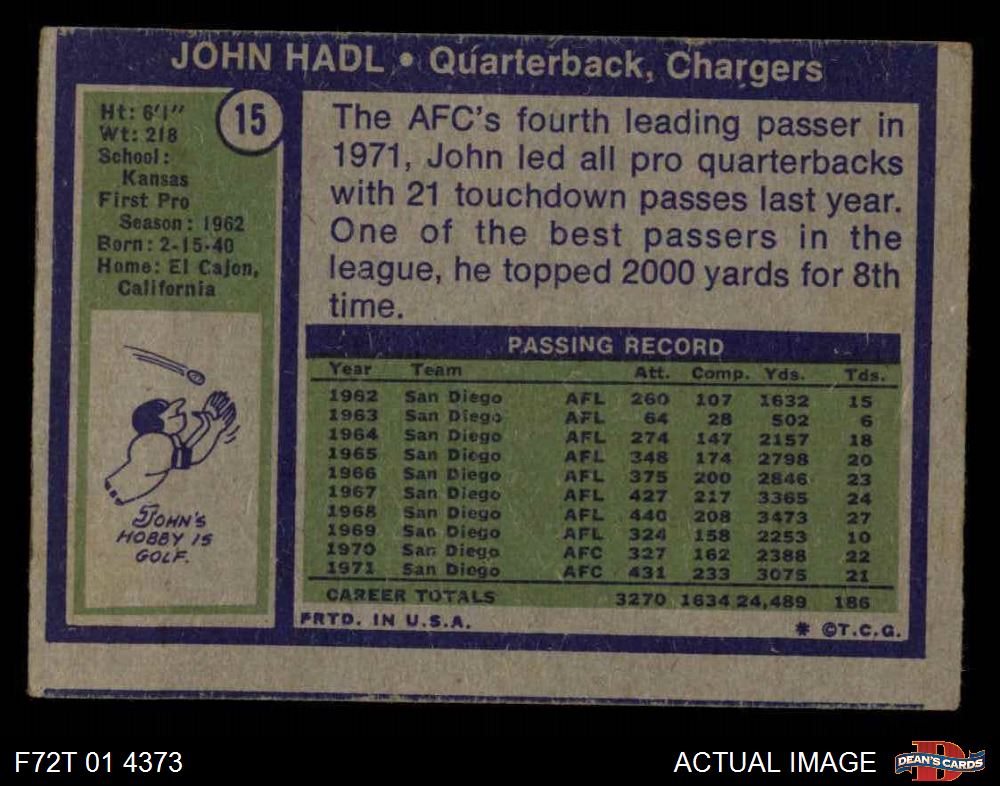 JOHN HADL • Quarterback, Chargers
15
Ht: 6'1"
Wt: 218
School:
Kansas
First Pro
Season: 1962
Born: 2-15-40
Home: El Cajon,
California
JOHN'S
HOBBY IS
GOLF.
The AFC's fourth leading passer in
1971, John led all pro quarterbacks
with 21 touchdown passes last year.
One of the best passers in the
league, he topped 2000 yards for 8th
time.
PASSING RECORD
Year Team Att. Comp. Yds. Tds.
1962 San Diego AFL 260 107 1632 15
1963 San Diego AFL 64 28 502 6
1964 San Diego AFL 274 147 2157 18
1965 San Diego AFL 348 174 2798 20
1966 San Diego AFL 375 200 2846 23
1967 San Diego AFL 427 217 3365 24
1968 San Diego AFL 440 208 3473 27
1969 San Diego AFL 324 158 2253 10
1970 San Diego AFC 327 162 2388 22
1971 San Diego AFC 431 233 3075 21
CAREER TOTALS 3270 1634 24,489 186
PRTD. IN U.S.A. * ©T.C.G.
F72T 01 4373 ACTUAL IMAGE
D
DEAN'S CARDS